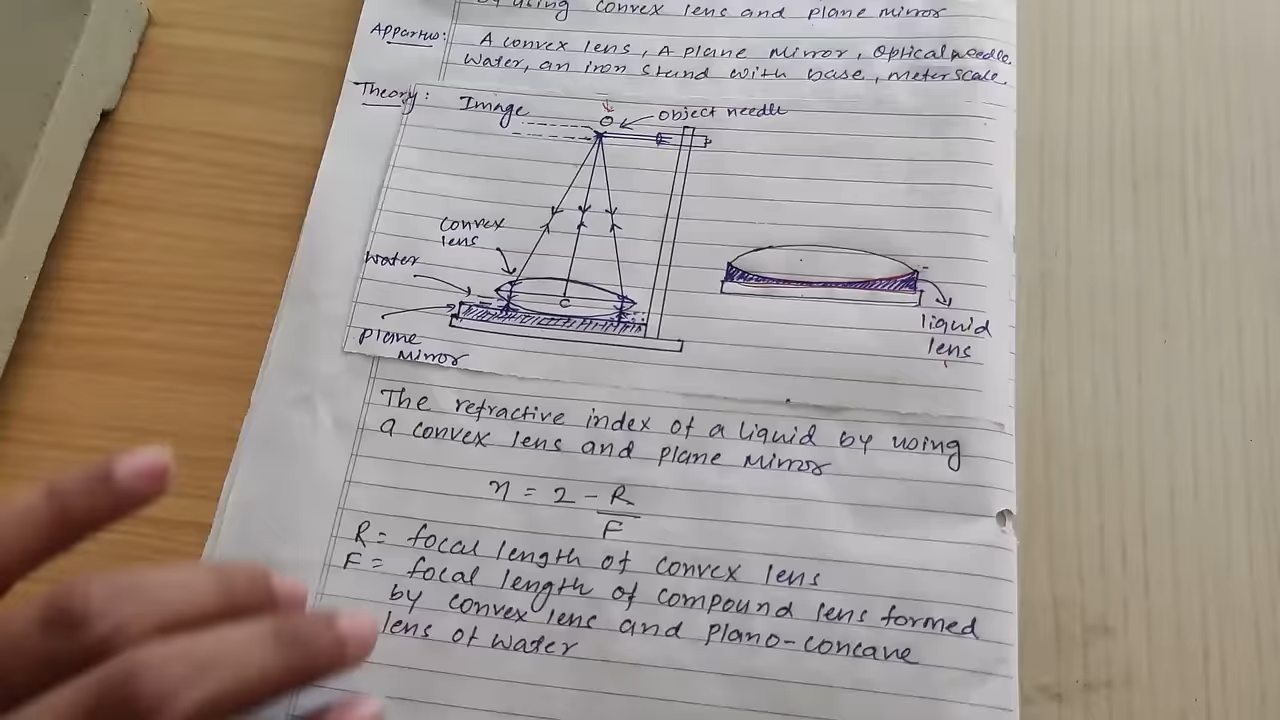 by using convex lens and plane mirror
Appartus: A convex lens, A plane Mirror, Optical needle,
Water, an iron stand with base, meter scale
Theory: Image
O
object needle
convex
lens
water
C
plane
Mirror
liquid
lens
The refractive index of a liquid by using
a convex lens and plane Mirror
η = 2 - R/F
R = focal length of convex lens
F = focal length of compound lens formed
by convex lens and plano-concave
lens of water